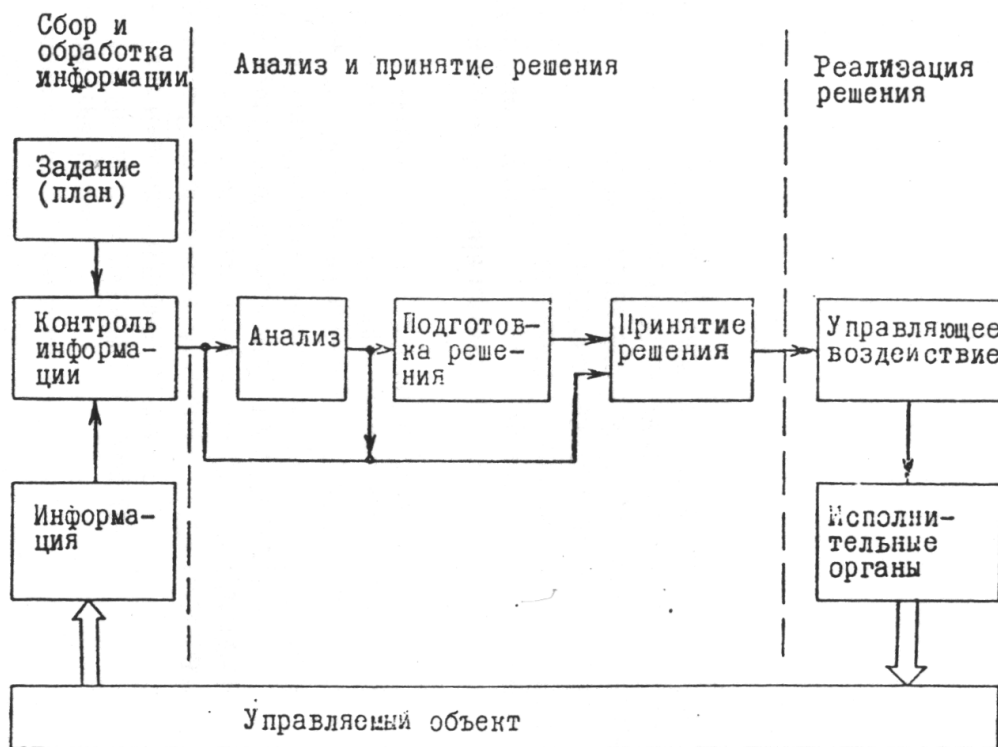 Сбор и
обработка
информации
Анализ и принятие решения
Реализация
решения
Задание
(план)
Контроль
информа-
ции
Анализ
Подготов-
ка реше-
ния
Принятие
решения
Управляющее
воздействие
Информа-
ция
Исполни-
тельные
органы
Управляемый объект